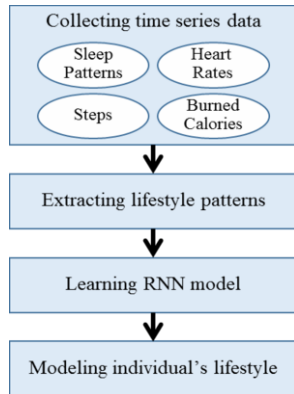 Collecting time series data
Sleep
Patterns
Heart
Rates
Steps
Burned
Calories
Extracting lifestyle patterns
Learning RNN model
Modeling individual's lifestyle